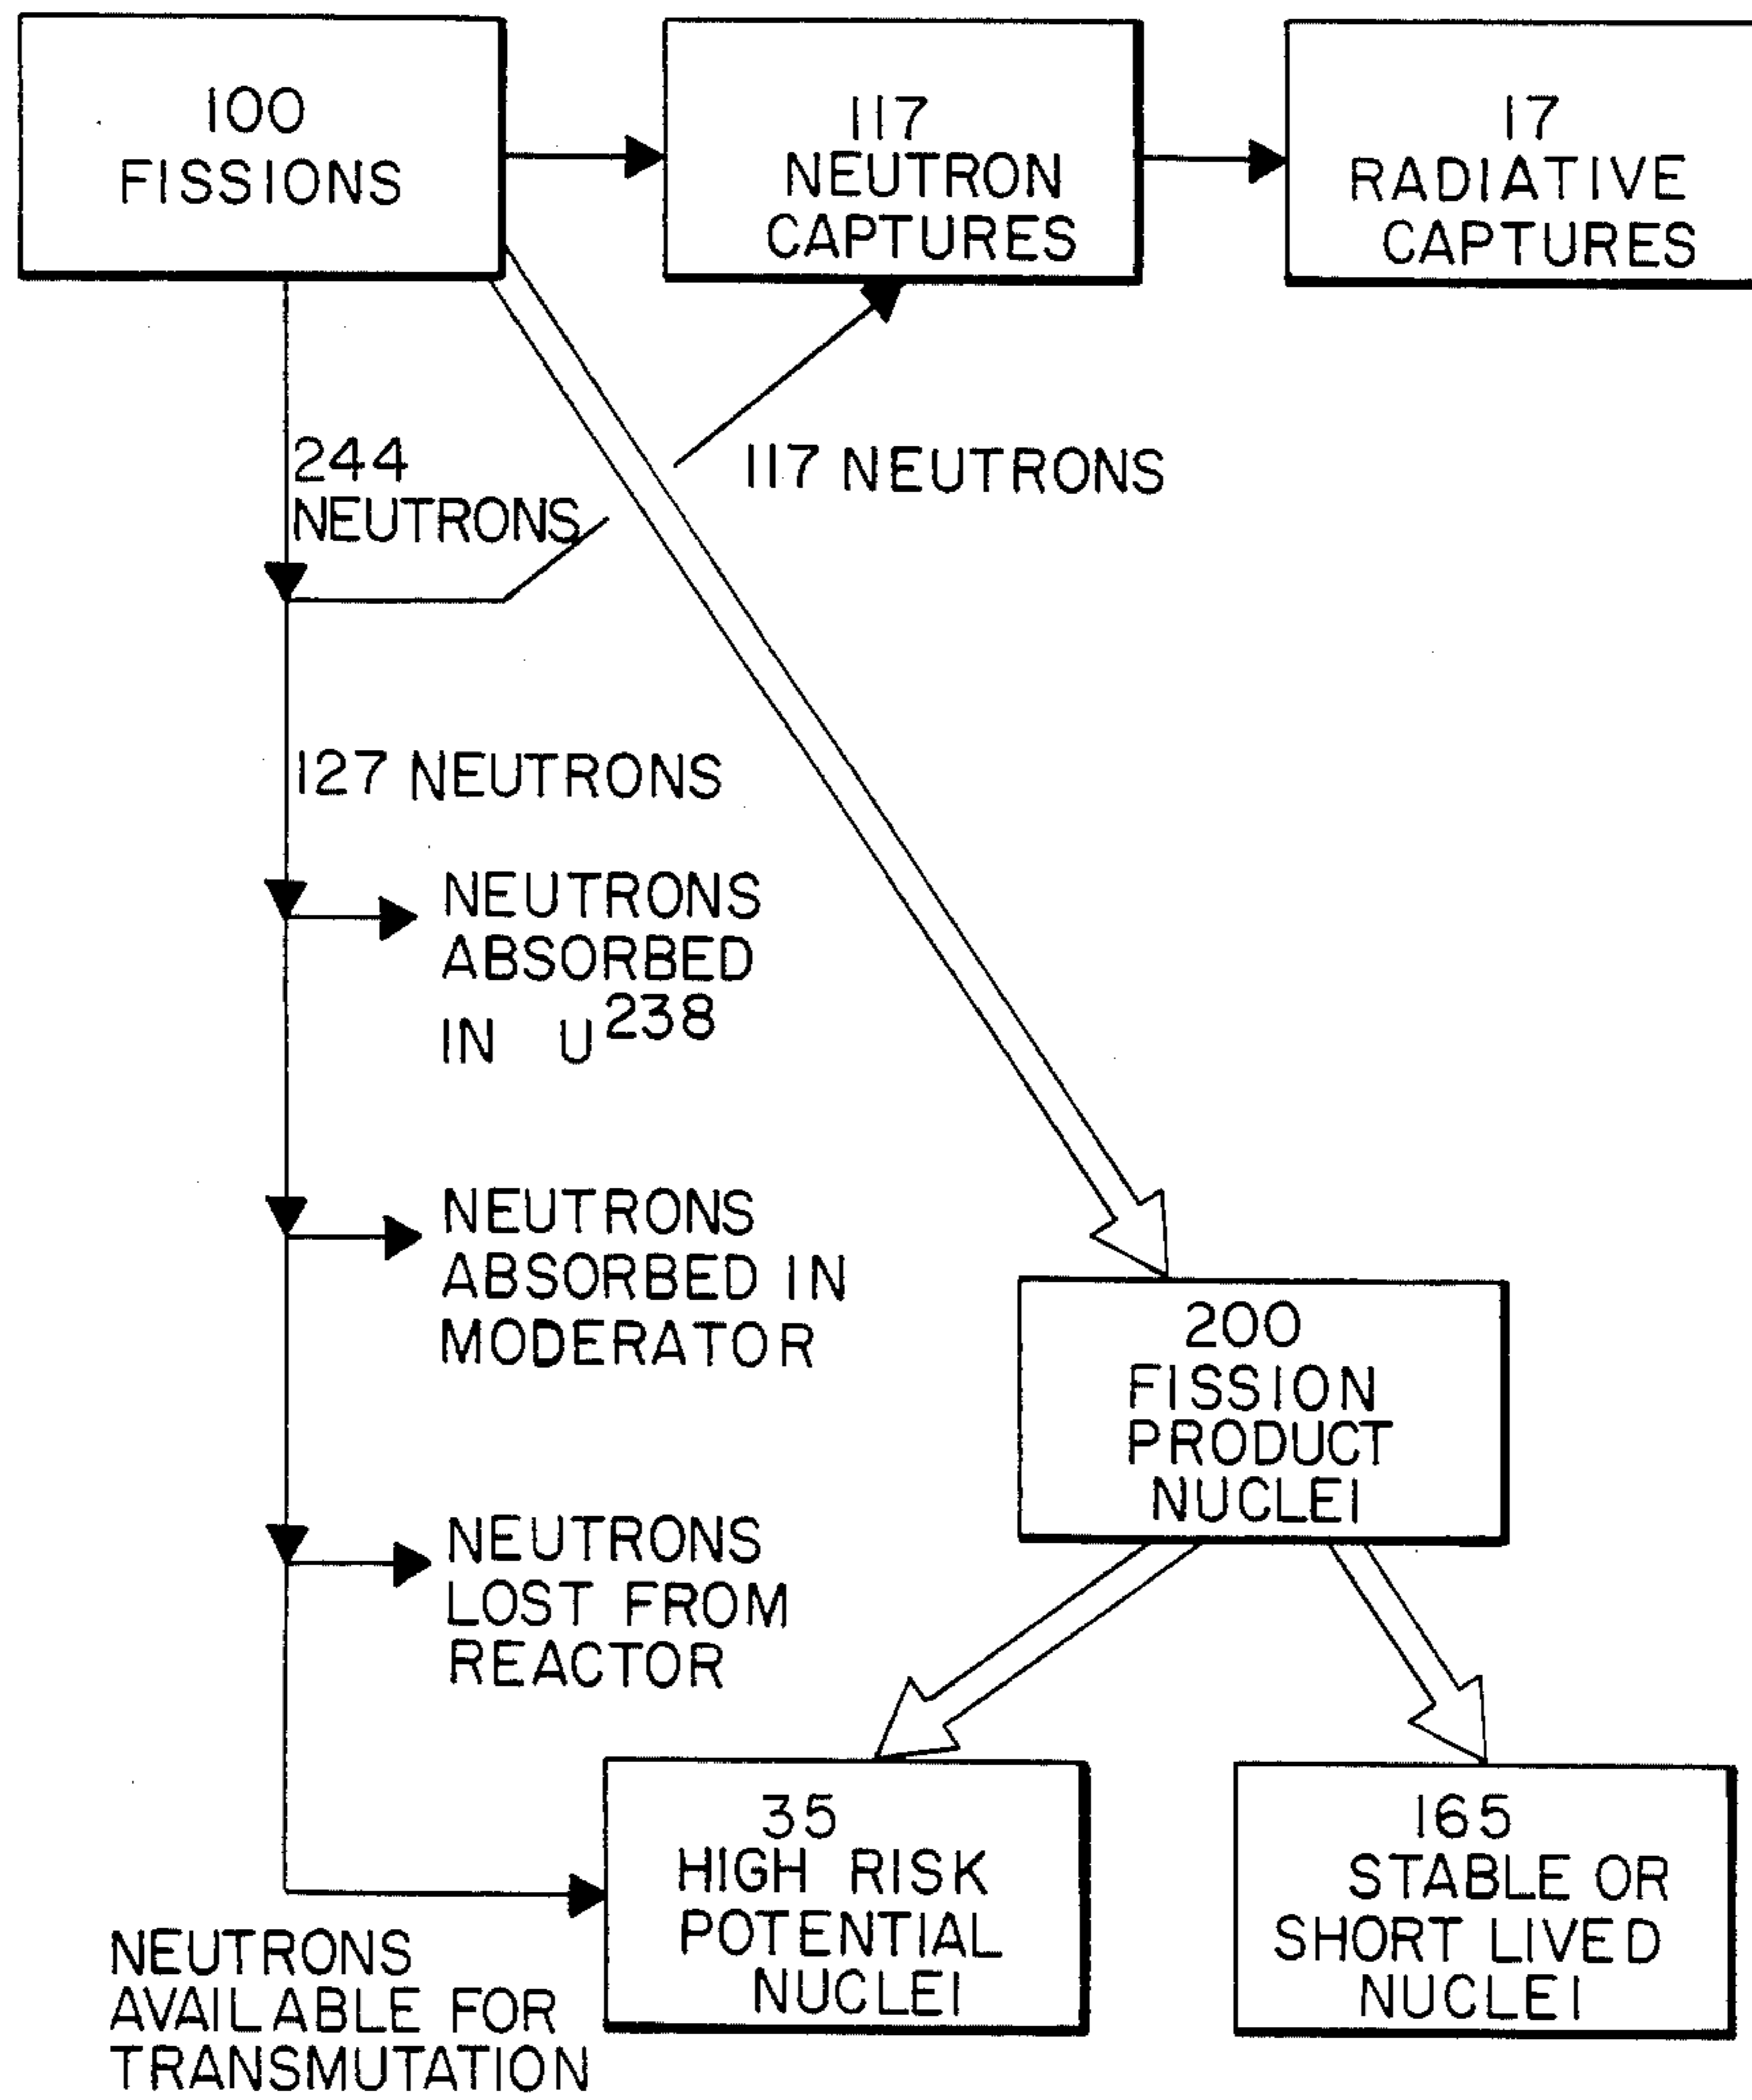 100
FISSIONS
117
NEUTRON
CAPTURES
17
RADIATIVE
CAPTURES
244
NEUTRONS
117 NEUTRONS
127 NEUTRONS
NEUTRONS
ABSORBED
IN U238
NEUTRONS
ABSORBED IN
MODERATOR
200
FISSION
PRODUCT
NUCLEI
NEUTRONS
LOST FROM
REACTOR
35
HIGH RISK
POTENTIAL
NUCLEI
165
STABLE OR
SHORT LIVED
NUCLEI
NEUTRONS
AVAILABLE FOR
TRANSMUTATION